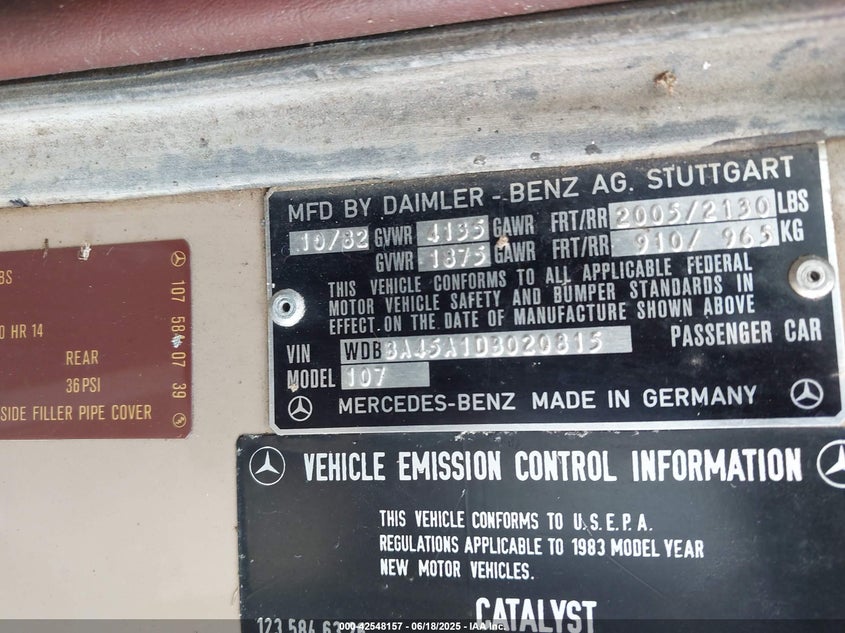 MFD BY DAIMLER - BENZ AG. STUTTGART
10/82 GVWR 4135 GAWR FRT/RR 2005/2130 LBS
GVWR 1875 GAWR FRT/RR 910/ 965 KG
THIS VEHICLE CONFORMS TO ALL APPLICABLE FEDERAL
MOTOR VEHICLE SAFETY AND BUMPER STANDARDS IN
EFFECT ON THE DATE OF MANUFACTURE SHOWN ABOVE
VIN WDBBA45A1DB020815 PASSENGER CAR
MODEL 107
MERCEDES-BENZ MADE IN GERMANY
BS
0 HR 14
REAR
36 PSI
SIDE FILLER PIPE COVER
107 584 07 39
VEHICLE EMISSION CONTROL INFORMATION
THIS VEHICLE CONFORMS TO U.S.E.P.A.
REGULATIONS APPLICABLE TO 1983 MODEL YEAR
NEW MOTOR VEHICLES.
CATALYST
123 584
000-42548157 - 06/18/2025 - IAA Inc.